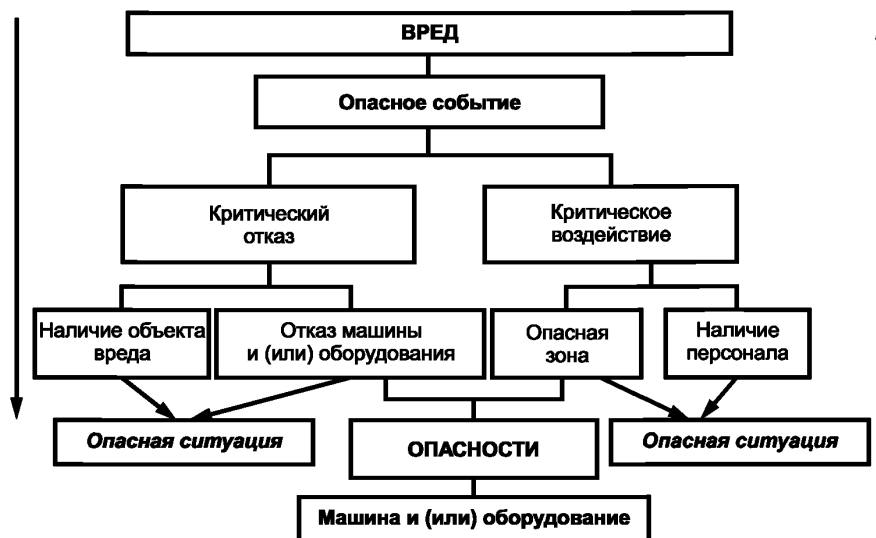 ВРЕД
Опасное событие
Критический
отказ
Критическое
воздействие
Наличие объекта
вреда
Отказ машины
и (или) оборудования
Опасная
зона
Наличие
персонала
Опасная ситуация
ОПАСНОСТИ
Опасная ситуация
Машина и (или) оборудование